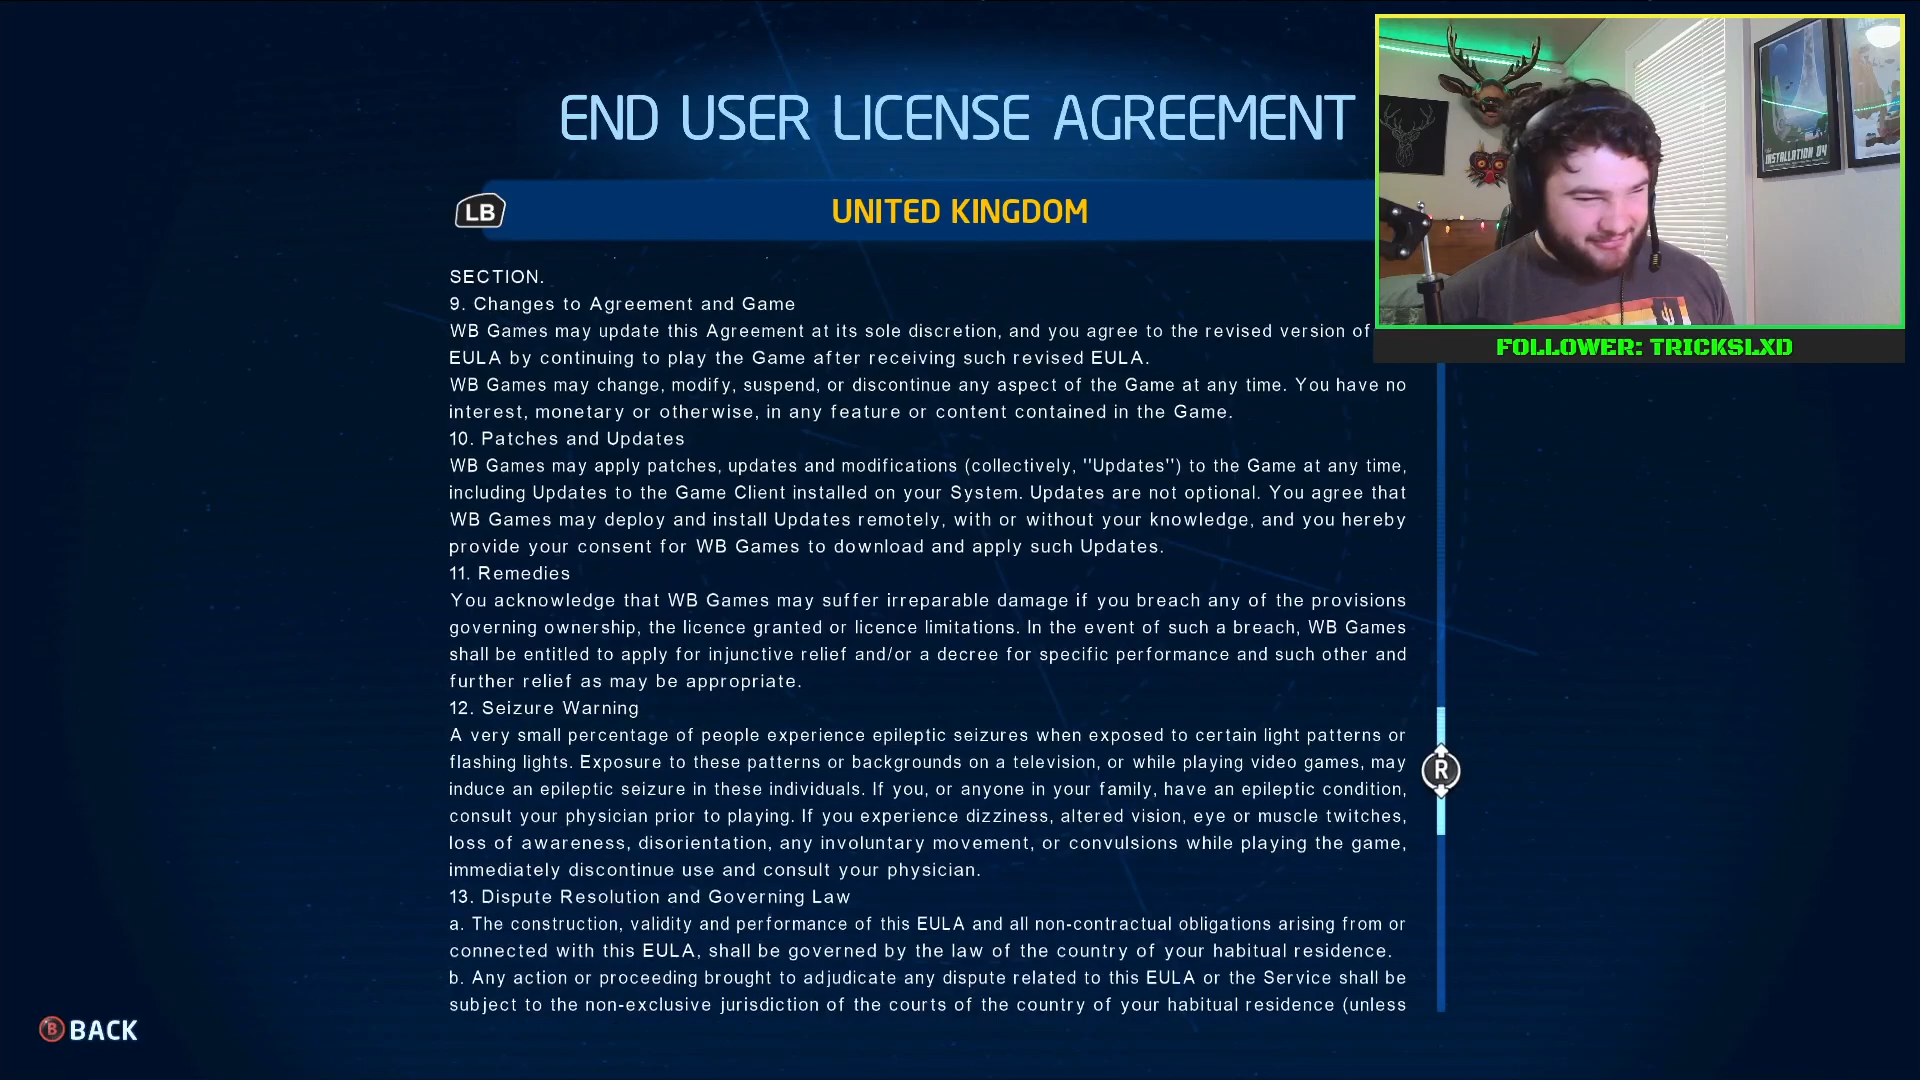 END USER LICENSE AGREEMENT
LB
UNITED KINGDOM
INSTALLATION 04
FOLLOWER: TRICKSLXD
SECTION.
9. Changes to Agreement and Game
WB Games may update this Agreement at its sole discretion, and you agree to the revised version of
EULA by continuing to play the Game after receiving such revised EULA.
WB Games may change, modify, suspend, or discontinue any aspect of the Game at any time. You have no
interest, monetary or otherwise, in any feature or content contained in the Game.
10. Patches and Updates
WB Games may apply patches, updates and modifications (collectively, ''Updates'') to the Game at any time,
including Updates to the Game Client installed on your System. Updates are not optional. You agree that
WB Games may deploy and install Updates remotely, with or without your knowledge, and you hereby
provide your consent for WB Games to download and apply such Updates.
11. Remedies
You acknowledge that WB Games may suffer irreparable damage if you breach any of the provisions
governing ownership, the licence granted or licence limitations. In the event of such a breach, WB Games
shall be entitled to apply for injunctive relief and/or a decree for specific performance and such other and
further relief as may be appropriate.
12. Seizure Warning
A very small percentage of people experience epileptic seizures when exposed to certain light patterns or
flashing lights. Exposure to these patterns or backgrounds on a television, or while playing video games, may
induce an epileptic seizure in these individuals. If you, or anyone in your family, have an epileptic condition,
consult your physician prior to playing. If you experience dizziness, altered vision, eye or muscle twitches,
loss of awareness, disorientation, any involuntary movement, or convulsions while playing the game,
immediately discontinue use and consult your physician.
13. Dispute Resolution and Governing Law
a. The construction, validity and performance of this EULA and all non-contractual obligations arising from or
connected with this EULA, shall be governed by the law of the country of your habitual residence.
b. Any action or proceeding brought to adjudicate any dispute related to this EULA or the Service shall be
subject to the non-exclusive jurisdiction of the courts of the country of your habitual residence (unless
R
B BACK